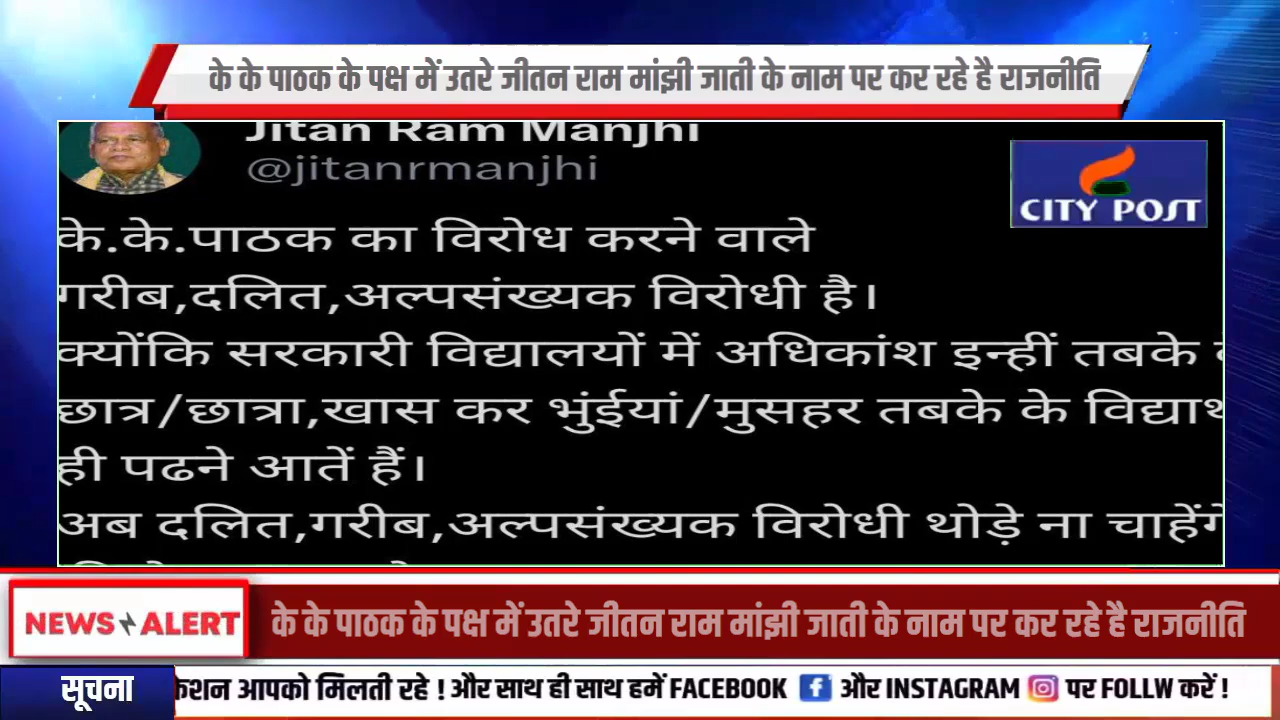 के के पाठक के पक्ष में उतरे जीतन राम मांझी जाती के नाम पर कर रहे है राजनीति
Jitan Ram Manjhi
@jitanrmanjhi
CITY POST
के.के.पाठक का विरोध करने वाले
गरीब,दलित,अल्पसंख्यक विरोधी है।
क्योंकि सरकारी विद्यालयों में अधिकांश इन्हीं तबके
छात्र/छात्रा,खास कर भुंईयां/मुसहर तबके के
ही पढने आतें हैं।
अब दलित,गरीब,अल्पसंख्यक विरोधी थोड़े ना
NEWS ALERT
के के पाठक के पक्ष में उतरे जीतन राम मांझी जाती के नाम पर कर रहे है राजनीति
सूचना
आपको मिलती रहे ! और साथ ही साथ हमें FACEBOOK और INSTAGRAM पर FOLLW करें !